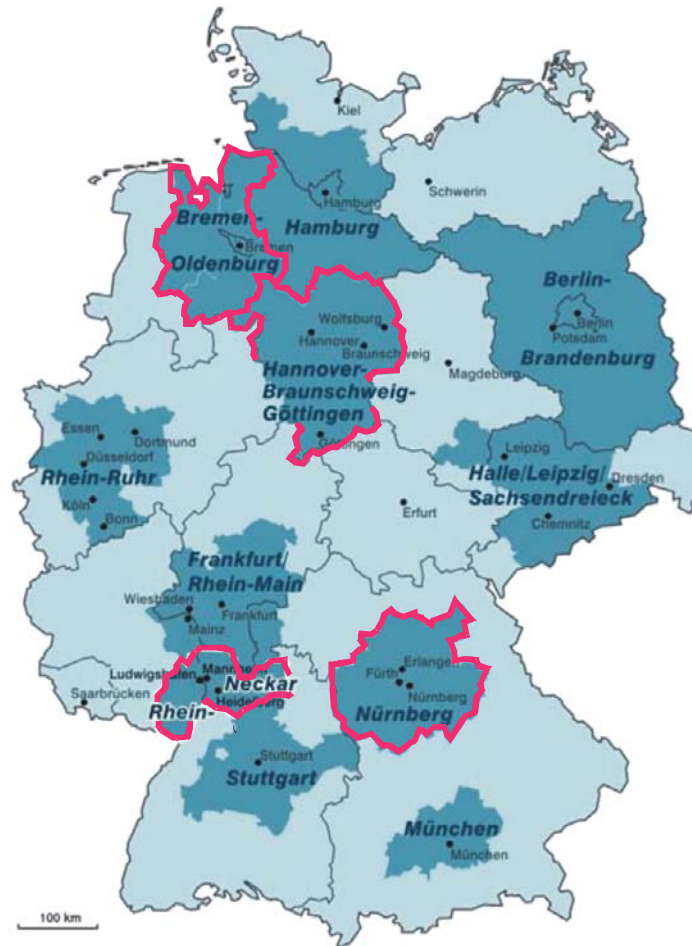 Kiel
Schwerin
Hamburg
Hamburg
Bremen-
Bremen
Oldenburg
Berlin-
Berlin
Potsdam
Brandenburg
Wolfsburg
Hannover
Braunschweig
Hannover-
Braunschweig-
Göttingen
Göttingen
Magdeburg
Essen
Dortmund
Düsseldorf
Rhein-Ruhr
Köln
Bonn
Leipzig
Halle/Leipzig/
Sachsendreieck
Dresden
Chemnitz
Erfurt
Frankfurt/
Rhein-Main
Wiesbaden
Frankfurt
Mainz
Ludwigshafen
Mannheim
Neckar
Heidelberg
Rhein-
Saarbrücken
Erlangen
Fürth
Nürnberg
Nürnberg
Stuttgart
Stuttgart
München
München
100 km